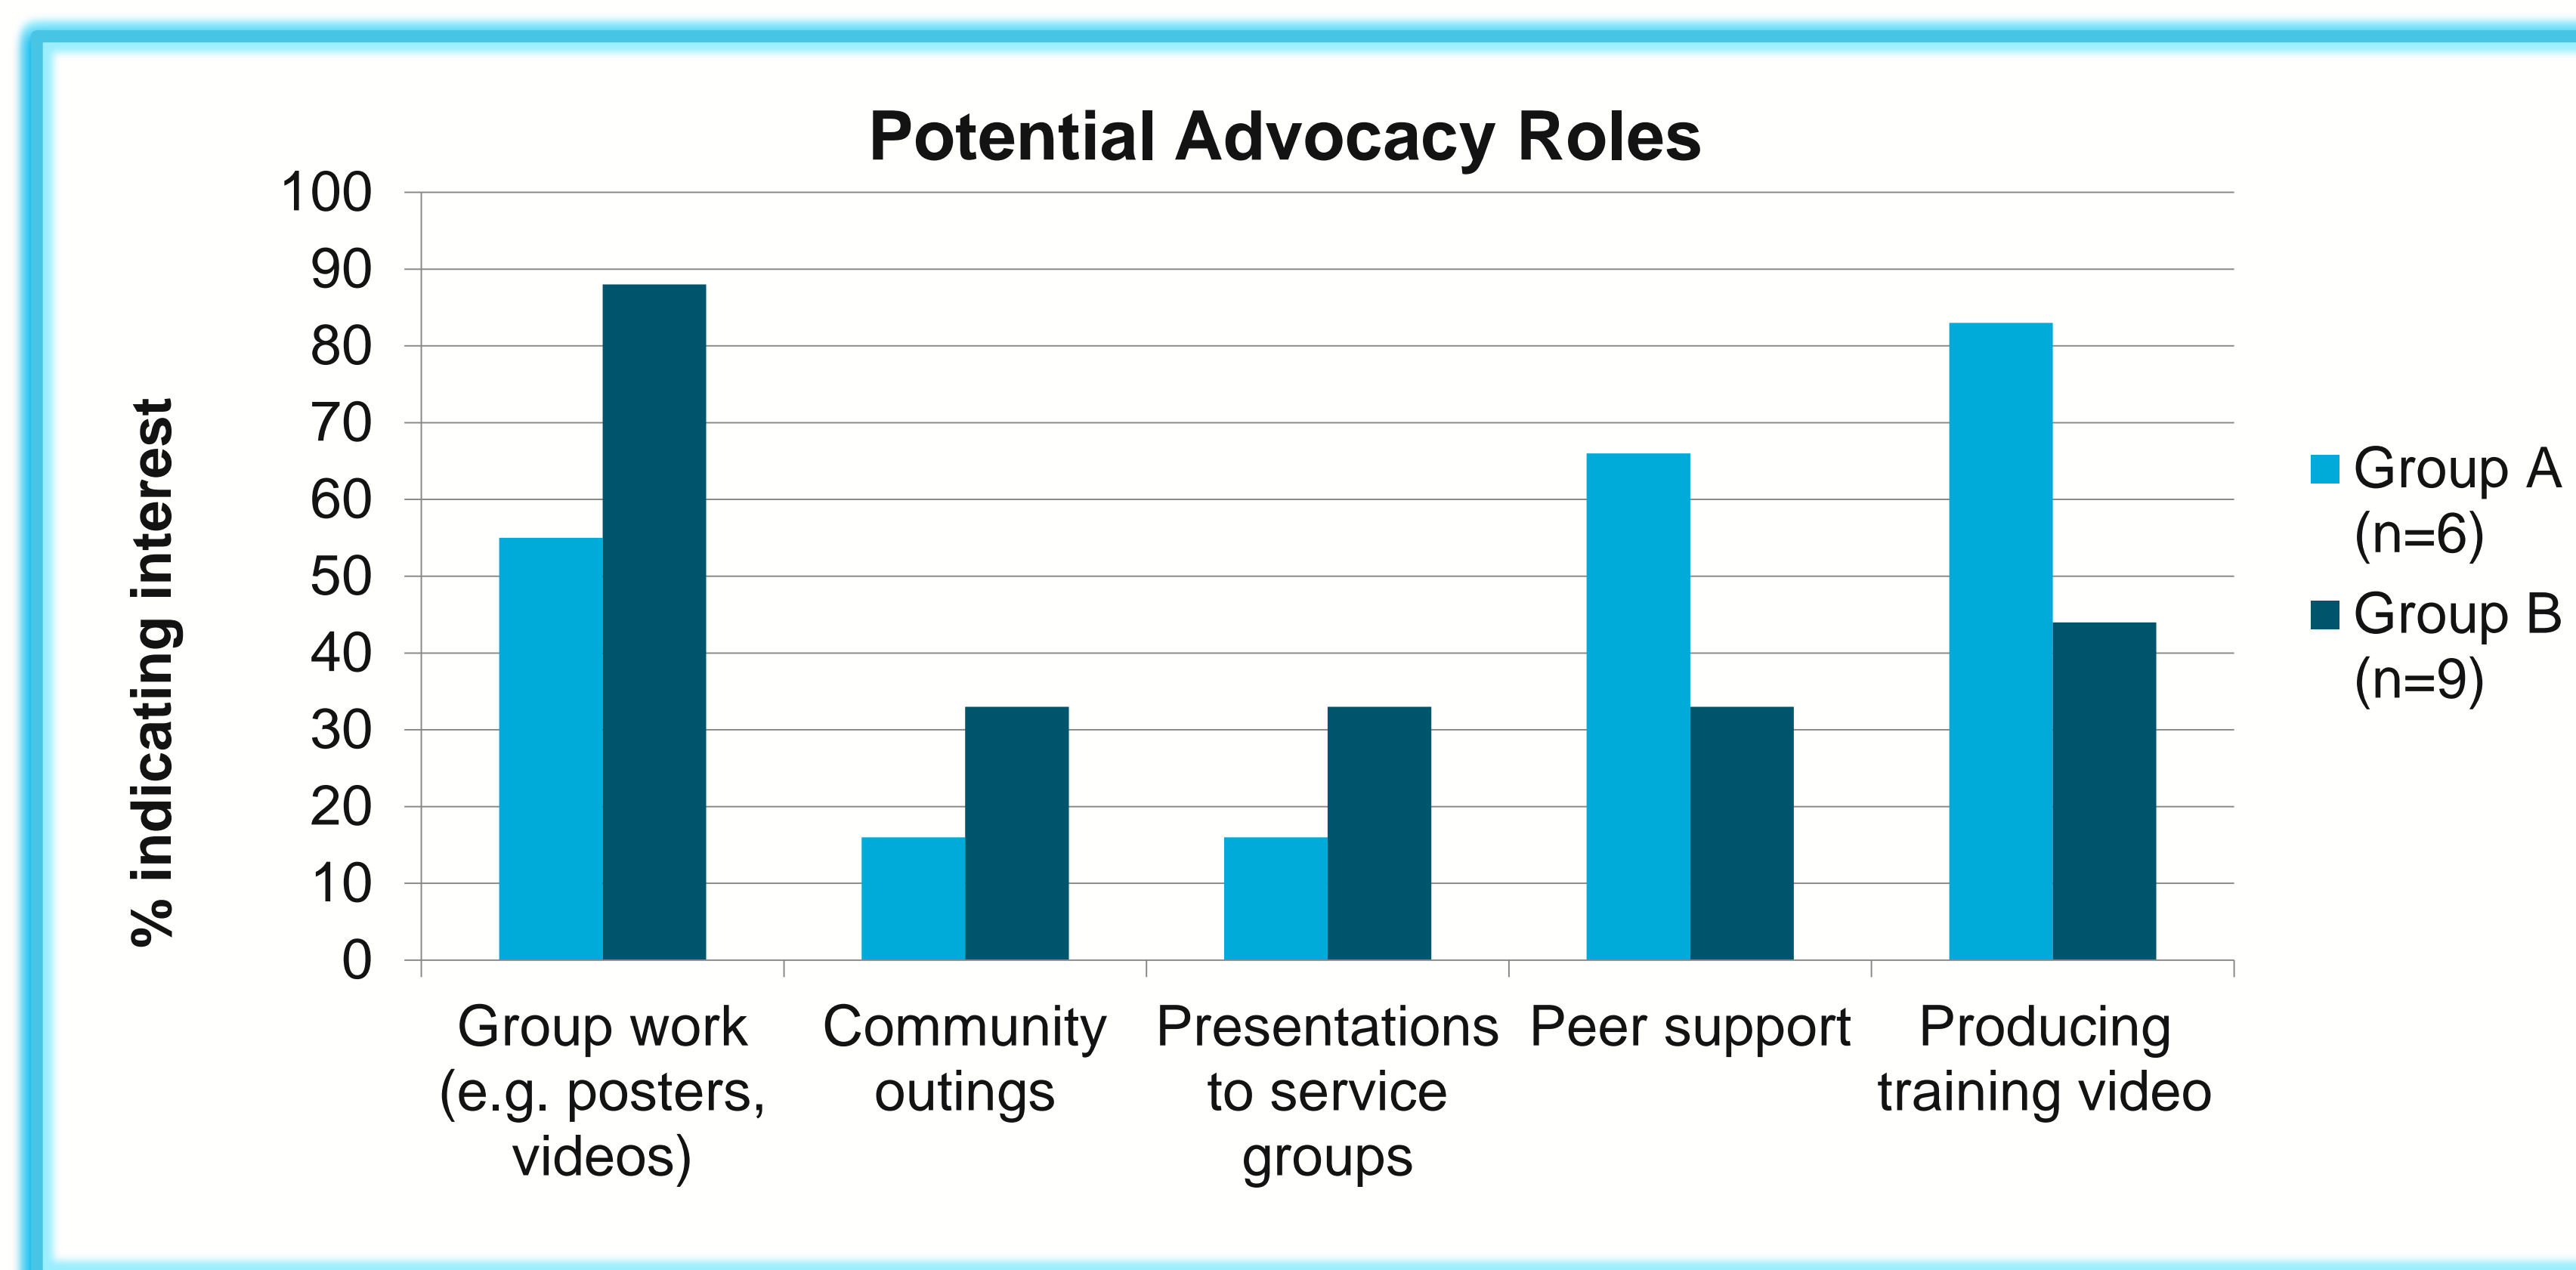 Potential Advocacy Roles
% indicating interest
100
90
80
70
60
50
40
30
20
10
0
Group work
(e.g. posters,
videos)
Community
outings
Presentations
to service
groups
Peer support
Producing
training video
Group A
(n=6)
Group B
(n=9)